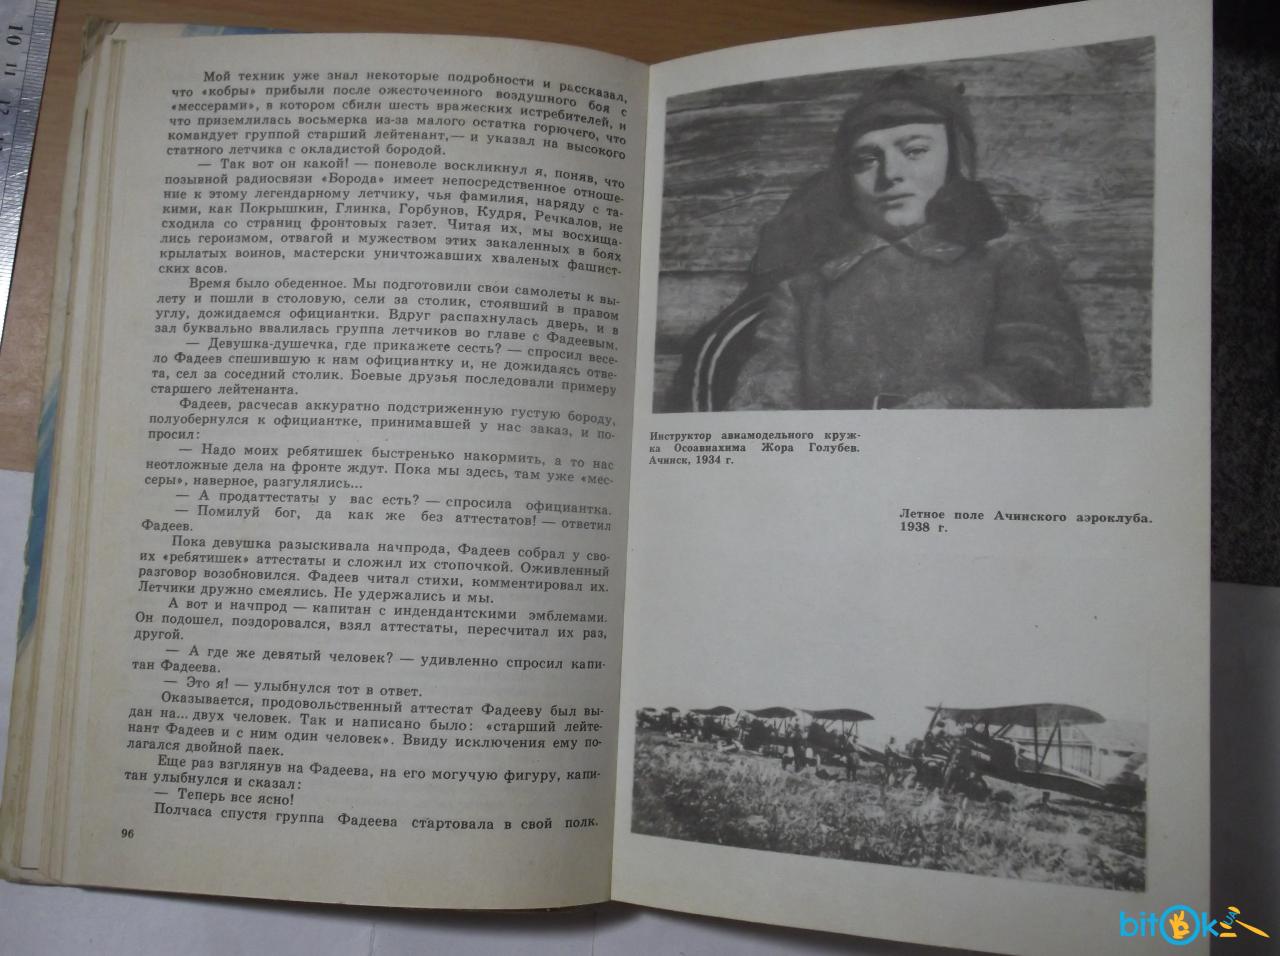 Мой техник уже знал некоторые подробности и рассказал,
что «кобры» прибыли после ожесточенного воздушного боя с
«мессерами», в котором сбили шесть вражеских истребителей, и
что приземлилась восьмерка из-за малого остатка горючего, что
командует группой старший лейтенант,— и указал на высокого
статного летчика с окладистой бородой.
— Так вот он какой! — поневоле воскликнул я, поняв, что
позывной радиосвязи «Борода» имеет непосредственное отноше-
ние к этому легендарному летчику, чья фамилия, наряду с та-
кими, как Покрышкин, Глинка, Горбунов, Кудря, Речкалов, не
сходила со страниц фронтовых газет. Читая их, мы восхища-
лись героизмом, отвагой и мужеством этих закаленных в боях
крылатых воинов, мастерски уничтожавших хваленых фашист-
ских асов.
Время было обеденное. Мы подготовили свои самолеты к вы-
лету и пошли в столовую, сели за столик, стоявший в правом
углу, дожидаемся официантки. Вдруг распахнулась дверь, и в
зал буквально ввалилась группа летчиков во главе с Фадеевым.
— Девушка-душечка, где прикажете сесть? — спросил весе-
ло Фадеев спешившую к нам официантку и, не дожидаясь отве-
та, сел за соседний столик. Боевые друзья последовали примеру
старшего лейтенанта.
Фадеев, расчесав аккуратно подстриженную густую бороду,
полуобернулся к официантке, принимавшей у нас заказ, и по-
просил:
— Надо моих ребятишек быстренько накормить, а то нас
неотложные дела на фронте ждут. Пока мы здесь, там уже «мес-
серы», наверное, разгулялись...
— А продаттестаты у вас есть? — спросила официантка.
— Помилуй бог, да как же без аттестатов! — ответил
Фадеев.
Пока девушка разыскивала начпрода, Фадеев собрал у сво-
их «ребятишек» аттестаты и сложил их стопочкой. Оживленный
разговор возобновился. Фадеев читал стихи, комментировал их.
Летчики дружно смеялись. Не удержались и мы.
А вот и начпрод — капитан с индендантскими эмблемами.
Он подошел, поздоровался, взял аттестаты, пересчитал их раз,
другой.
— А где же девятый человек? — удивленно спросил капи-
тан Фадеева.
— Это я! — улыбнулся тот в ответ.
Оказывается, продовольственный аттестат Фадееву был вы-
дан на... двух человек. Так и написано было: «старший лейте-
нант Фадеев и с ним один человек». Ввиду исключения ему по-
лагался двойной паек.
Еще раз взглянув на Фадеева, на его могучую фигуру, капи-
тан улыбнулся и сказал:
— Теперь все ясно!
Полчаса спустя группа Фадеева стартовала в свой полк.
96
Инструктор авиамодельного круж-
ка Осоавиахима Жора Голубев.
Ачинск, 1934 г.
Летное поле Ачинского аэроклуба.
1938 г.
10 11 12
bitOk UA